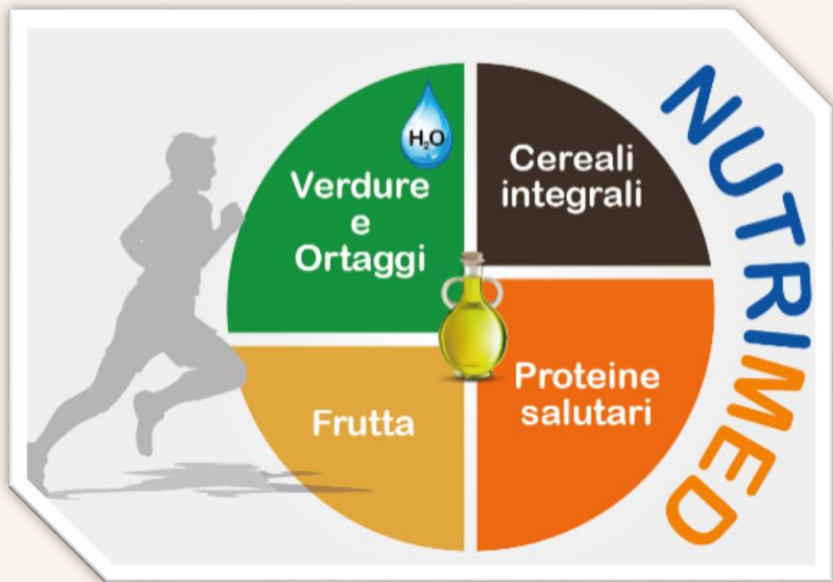 H₂O
Verdure
e
Ortaggi
Cereali
integrali
Frutta
Proteine
salutari
NUTRIMED